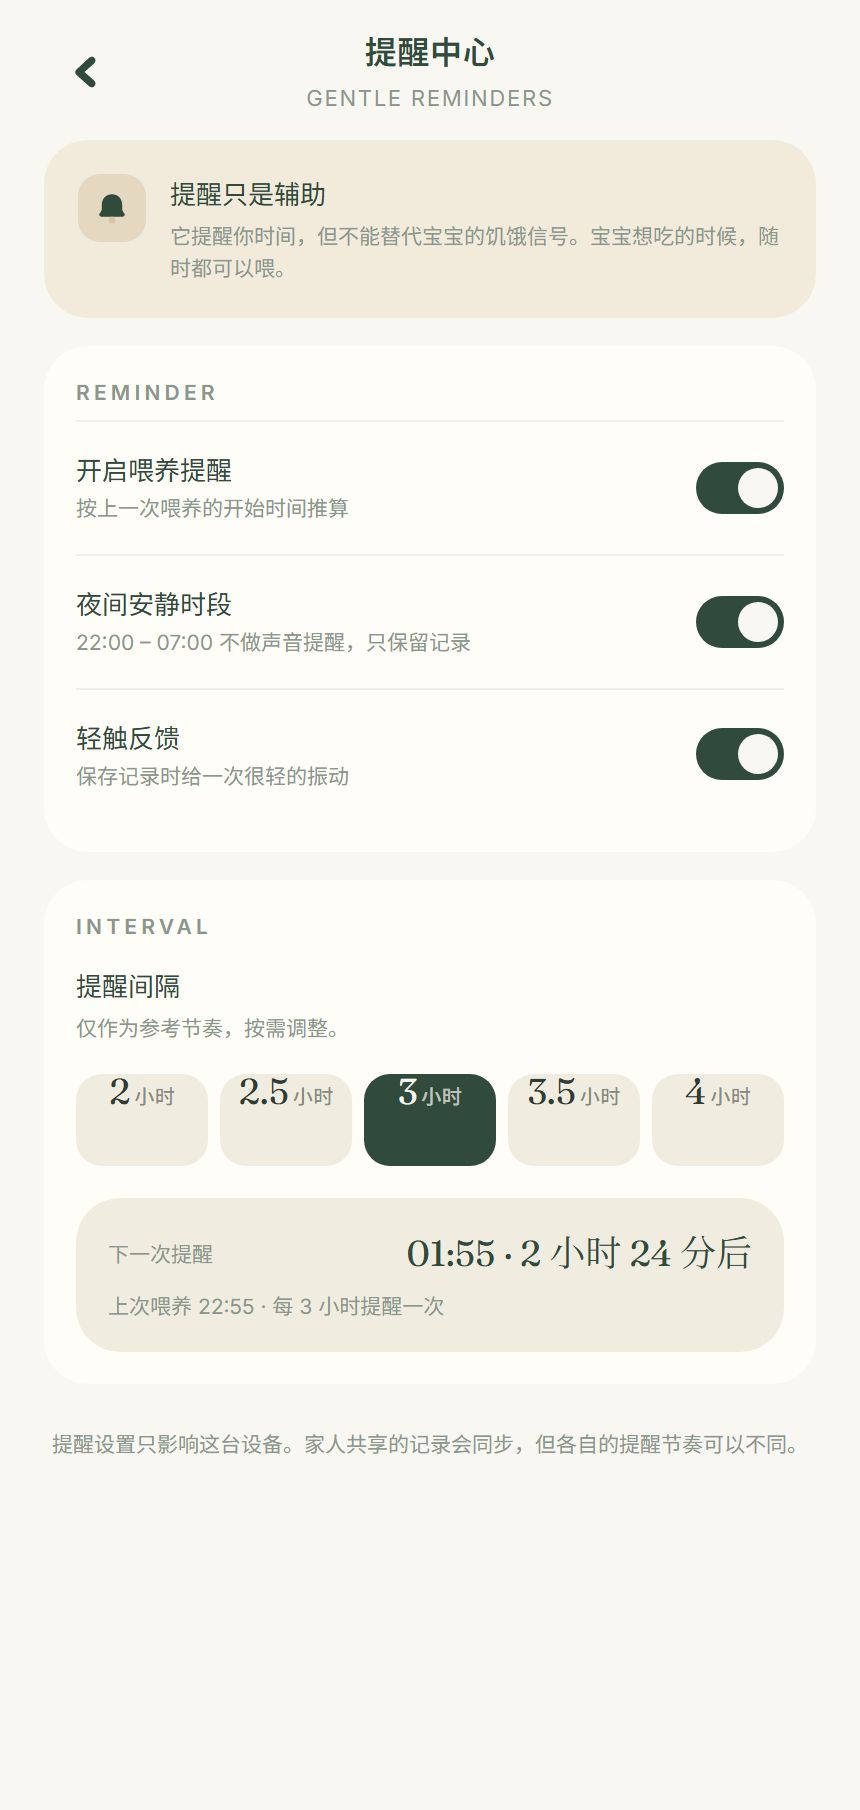 提醒中心
GENTLE REMINDERS
提醒只是辅助
它提醒你时间，但不能替代宝宝的饥饿信号。宝宝想吃的时候，随
时都可以喂。
REMINDER
开启喂养提醒
按上一次喂养的开始时间推算
夜间安静时段
22:00 – 07:00 不做声音提醒，只保留记录
轻触反馈
保存记录时给一次很轻的振动
INTERVAL
提醒间隔
仅作为参考节奏，按需调整。
2 小时 2.5 小时 3 小时 3.5 小时 4 小时
下一次提醒 01:55 · 2 小时 24 分后
上次喂养 22:55 · 每 3 小时提醒一次
提醒设置只影响这台设备。家人共享的记录会同步，但各自的提醒节奏可以不同。